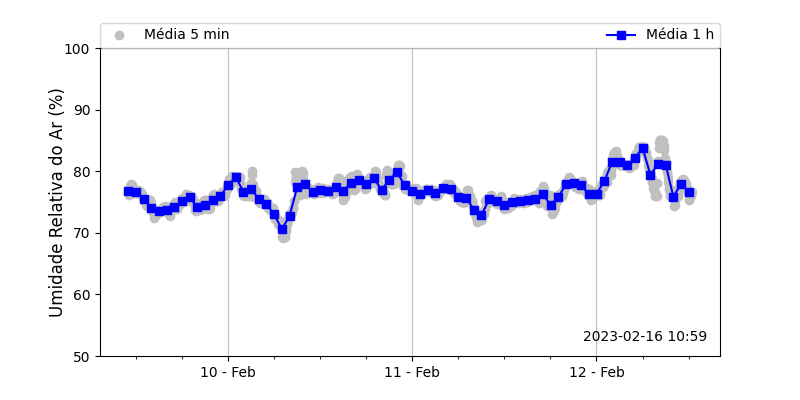 Média 5 min
Média 1 h
Umidade Relativa do Ar (%)
100
90
80
70
60
50
2023-02-16 10:59
10 - Feb
11 - Feb
12 - Feb